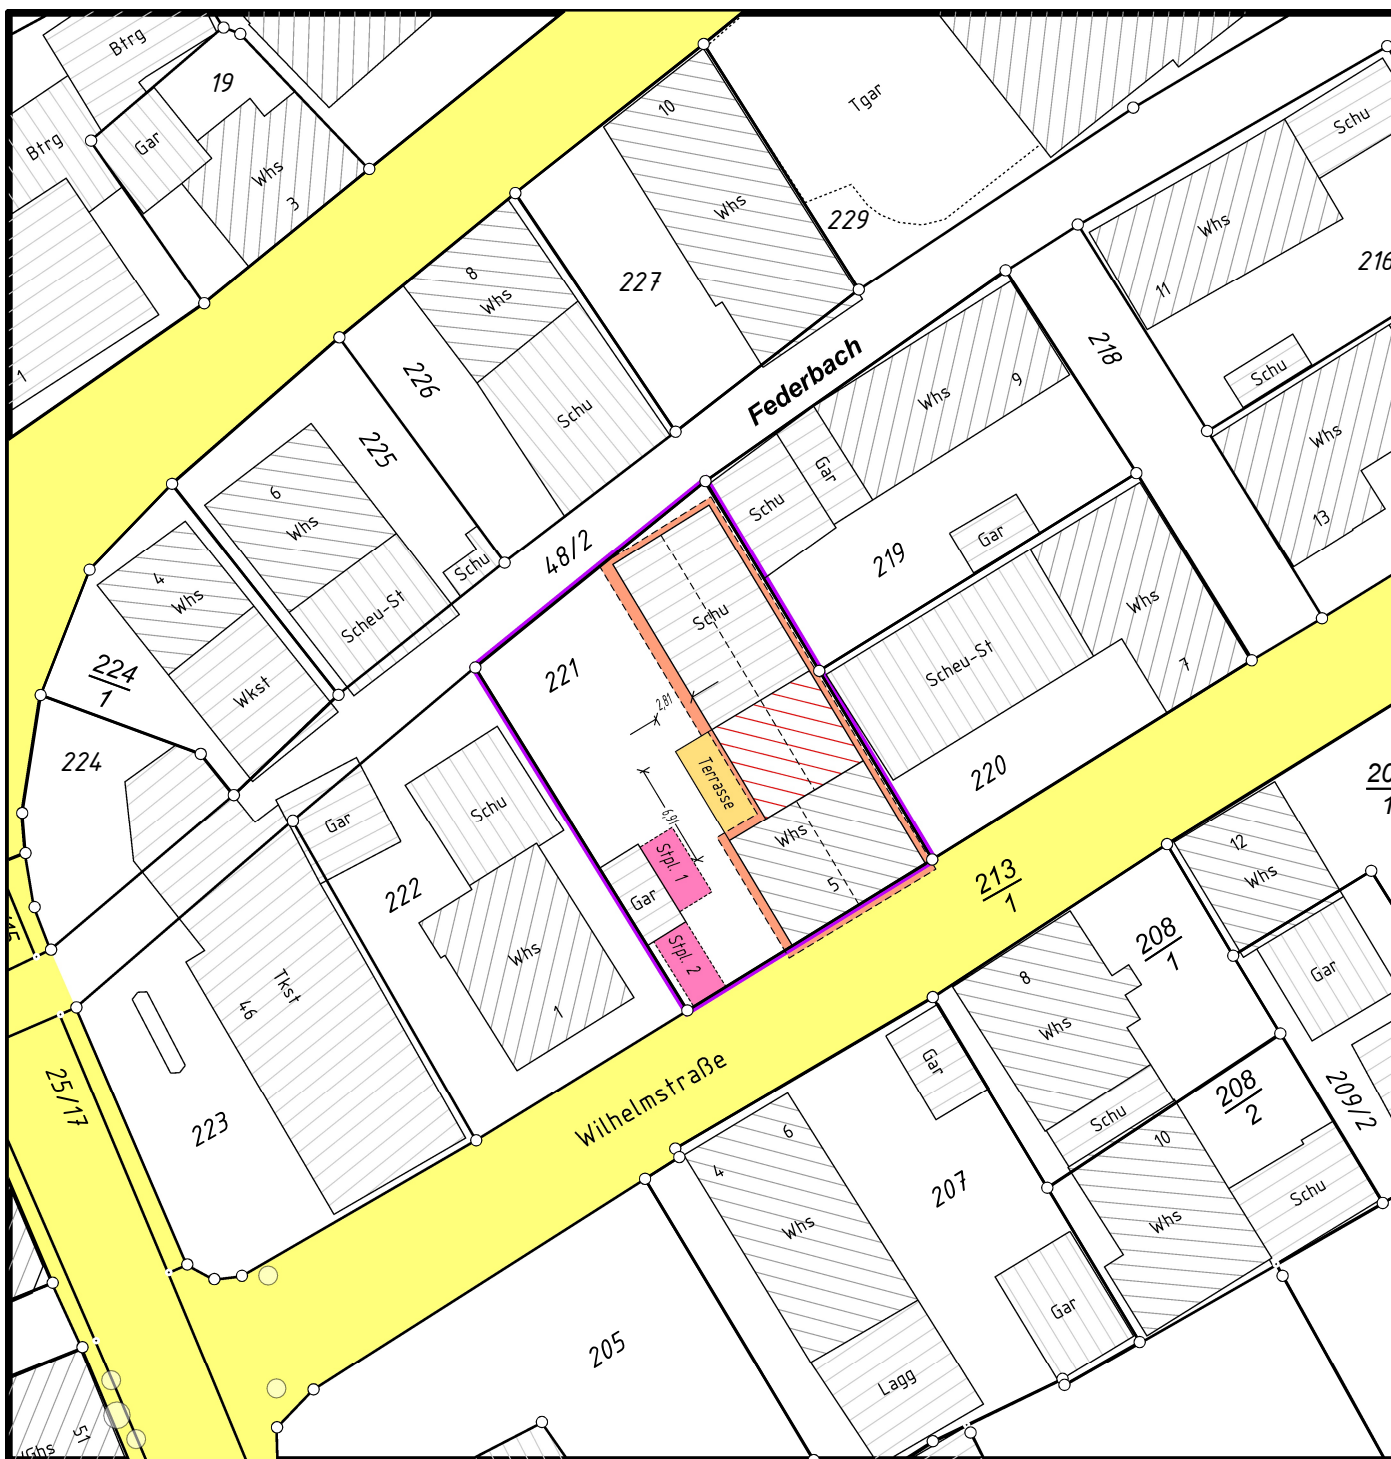 Btrg
19
Btrg
Gar
Whs
3
1
10
Whs
Tgar
229
Schu
Whs
11
216
8
Whs
227
Schu
226
225
Federbach
Whs
9
218
Schu
Whs
13
6
Whs
Scheu-St
Schu
48/2
Schu
Gar
219
Gar
4
Whs
Wkst
224
1
224
221
Schu
2,81
Terrasse
6,91
Whs
5
Scheu-St
Whs
7
220
Gar
Schu
222
Whs
1
Gar
Stpl. 1
Stpl. 2
213
1
12
Whs
Gar
208
1
8
Whs
Schu
Tkst
46
25/17
223
Wilhelmstraße
Gar
208
2
209/2
10
Whs
Schu
6
4
Whs
207
Gar
Lagg
205
51